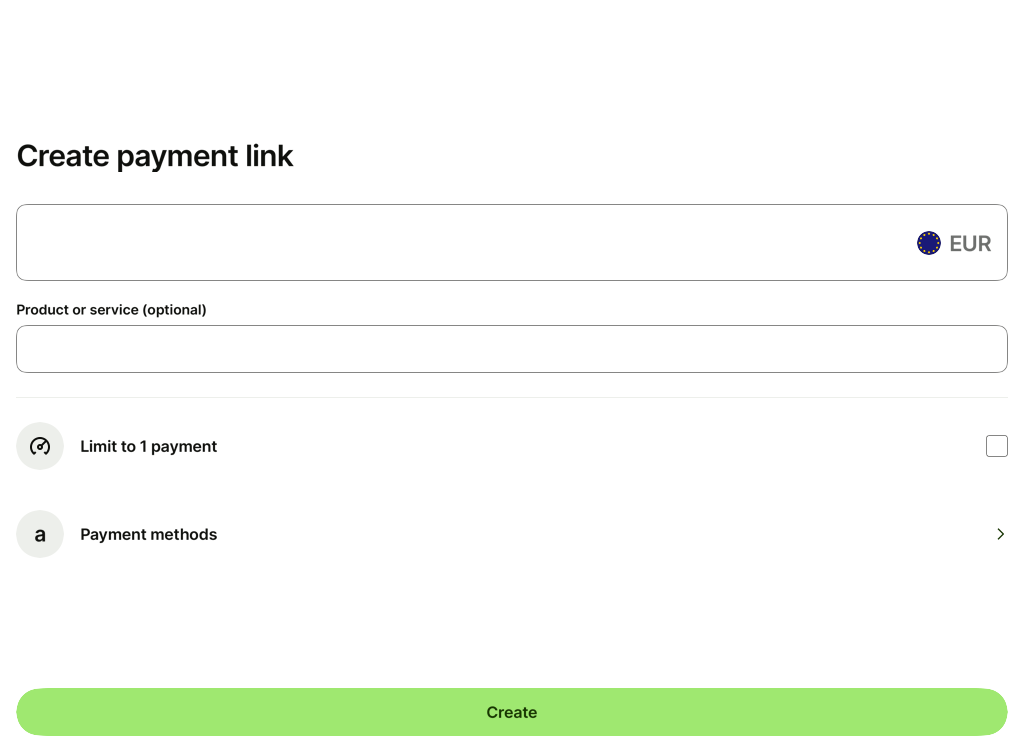 Create payment link
EUR
Product or service (optional)
Limit to 1 payment
a
Payment methods
Create